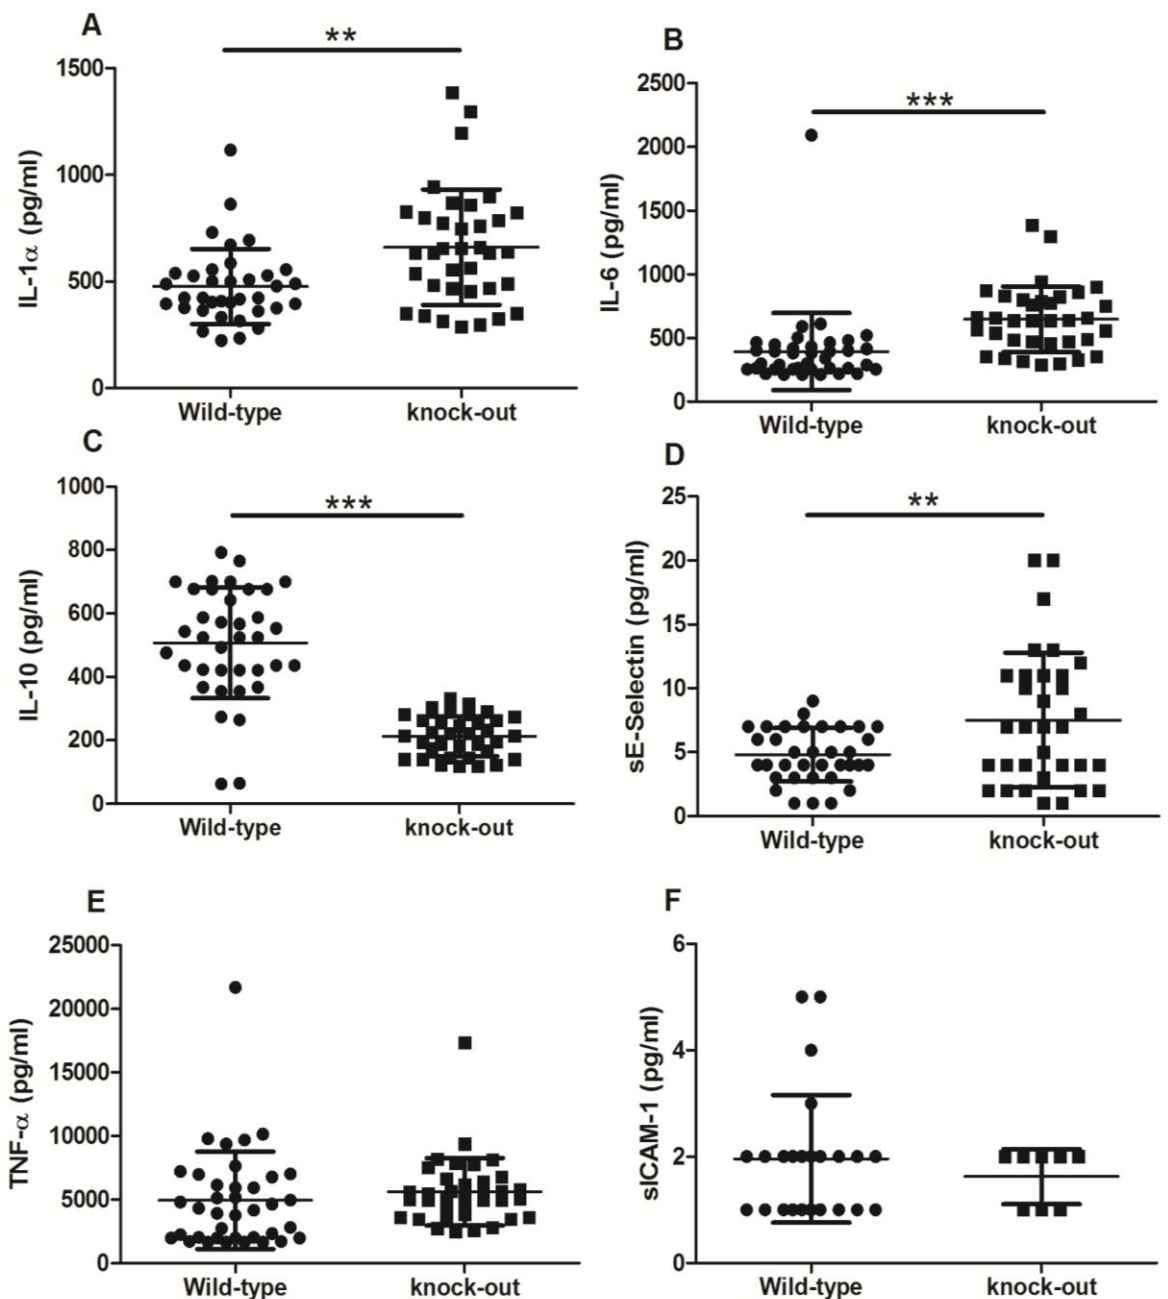 A
**
IL-1α (pg/ml)
1500
1000
500
0
Wild-type
knock-out
B
***
IL-6 (pg/ml)
2500
2000
1500
1000
500
0
Wild-type
knock-out
C
***
IL-10 (pg/ml)
1000
800
600
400
200
0
Wild-type
knock-out
D
**
sE-Selectin (pg/ml)
25
20
15
10
5
0
Wild-type
knock-out
E
TNF-α (pg/ml)
25000
20000
15000
10000
5000
0
Wild-type
knock-out
F
sICAM-1 (pg/ml)
6
4
2
0
Wild-type
knock-out